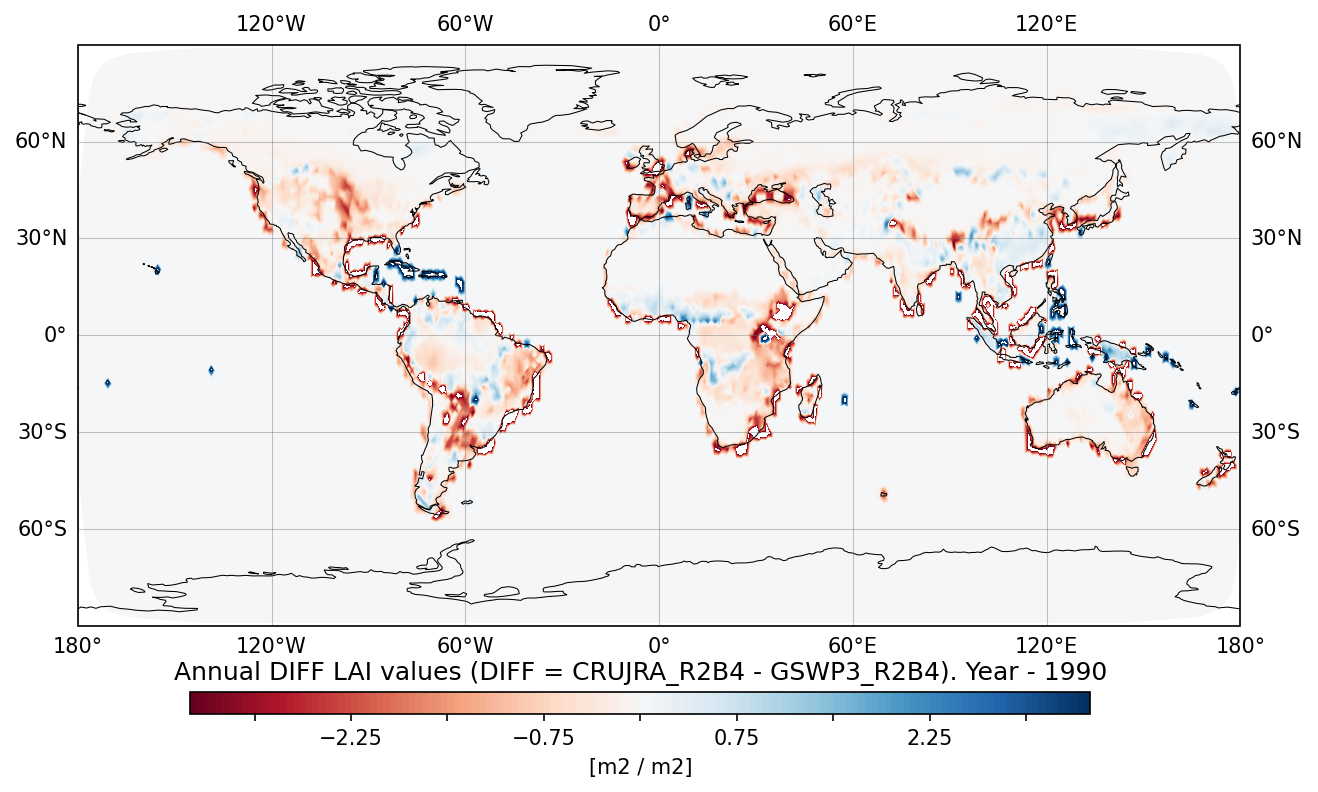 120°W 60°W 0° 60°E 120°E
60°N 60°N
30°N 30°N
0° 0°
30°S 30°S
60°S 60°S
180° 120°W 60°W 0° 60°E 120°E 180°
Annual DIFF LAI values (DIFF = CRUJRA_R2B4 - GSWP3_R2B4). Year - 1990
−2.25 −0.75 0.75 2.25
[m2 / m2]